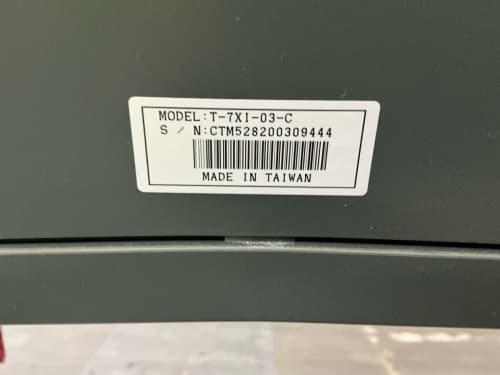 MODEL:T-7XI-03-C
S / N:CTM528200309444
MADE IN TAIWAN